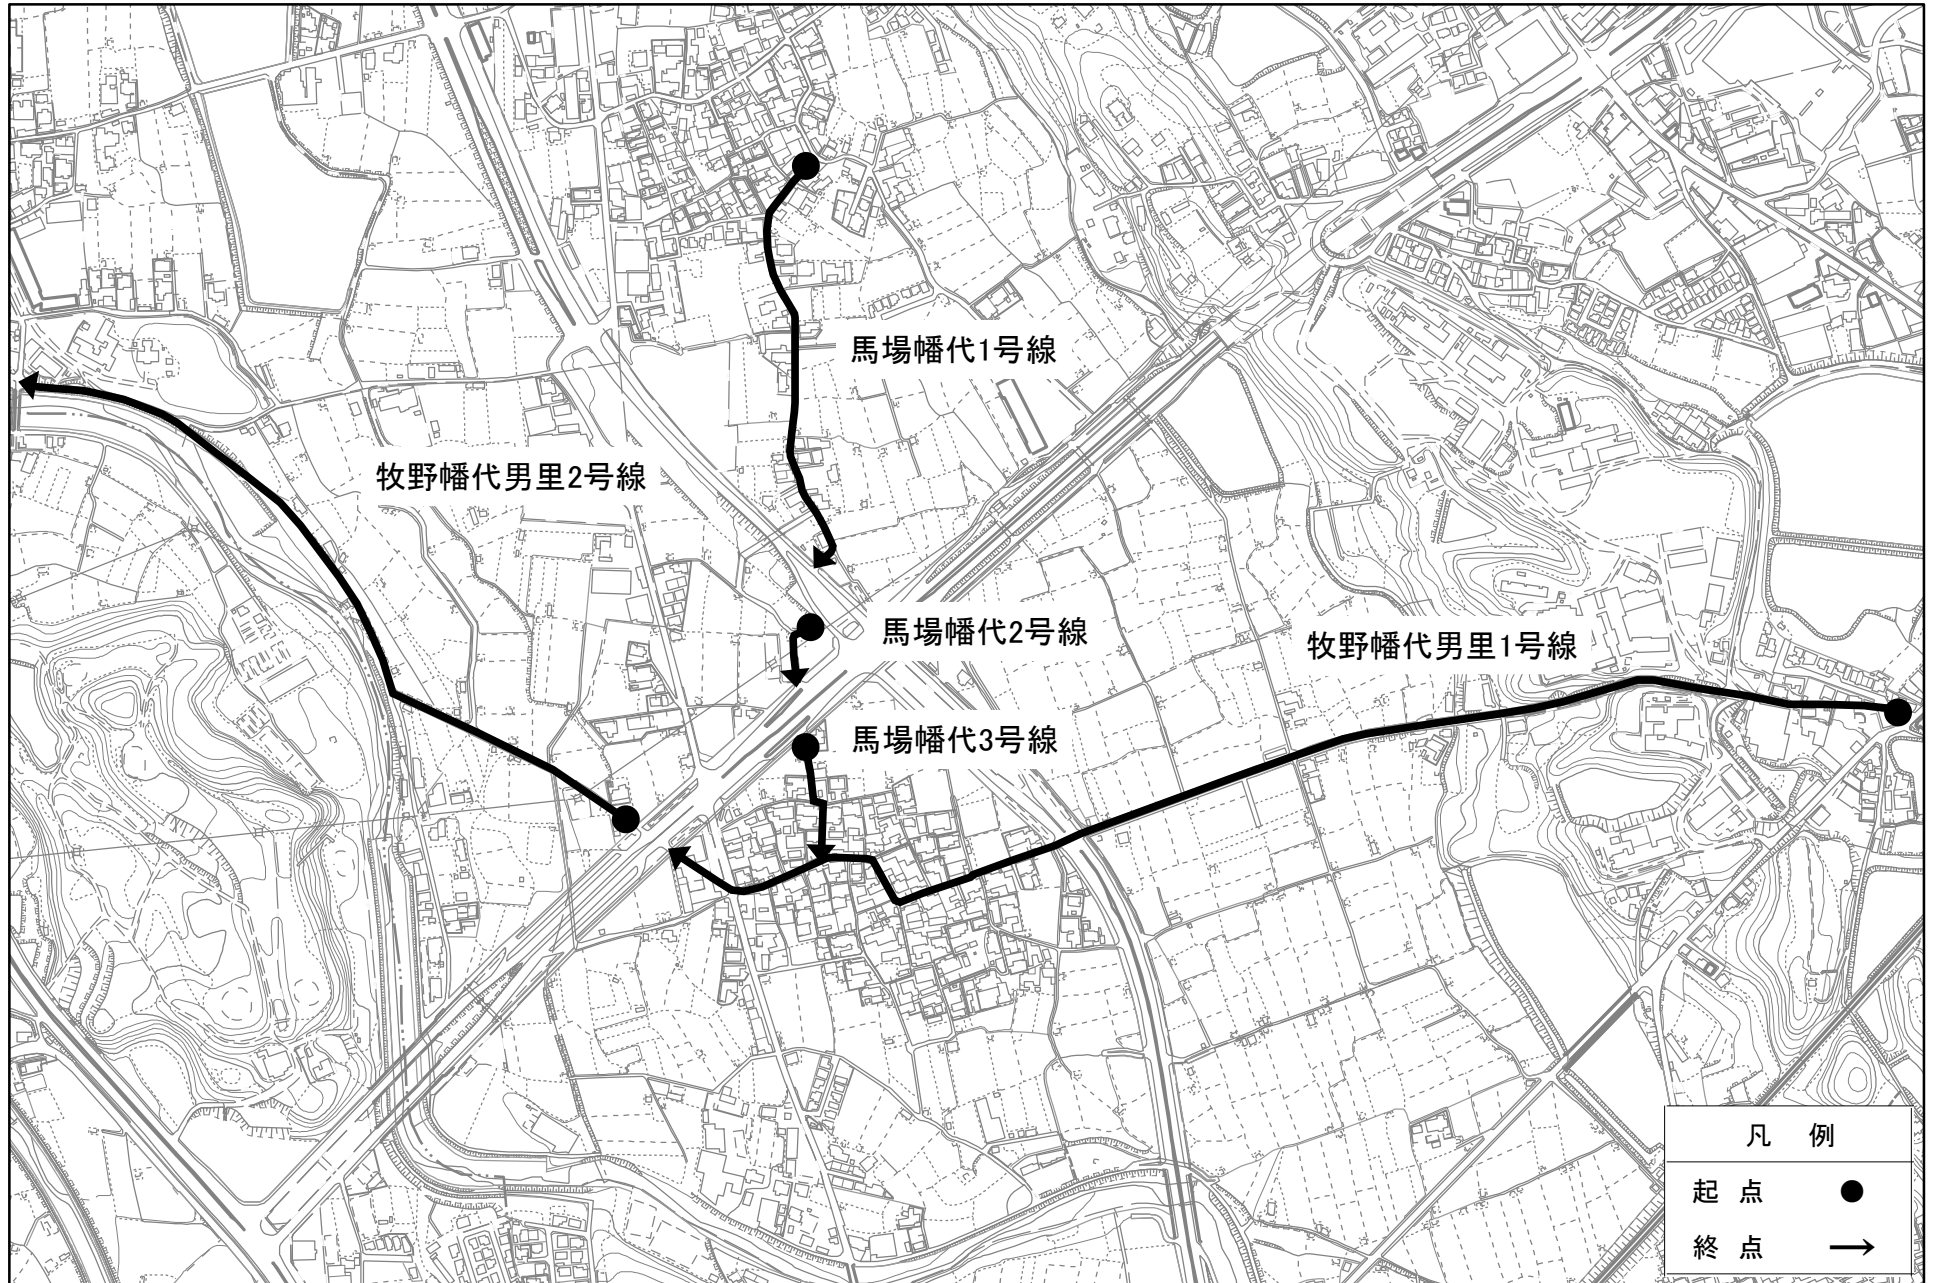 馬場幡代1号線
牧野幡代男里2号線
馬場幡代2号線
牧野幡代男里1号線
馬場幡代3号線
凡 例
起 点
終 点